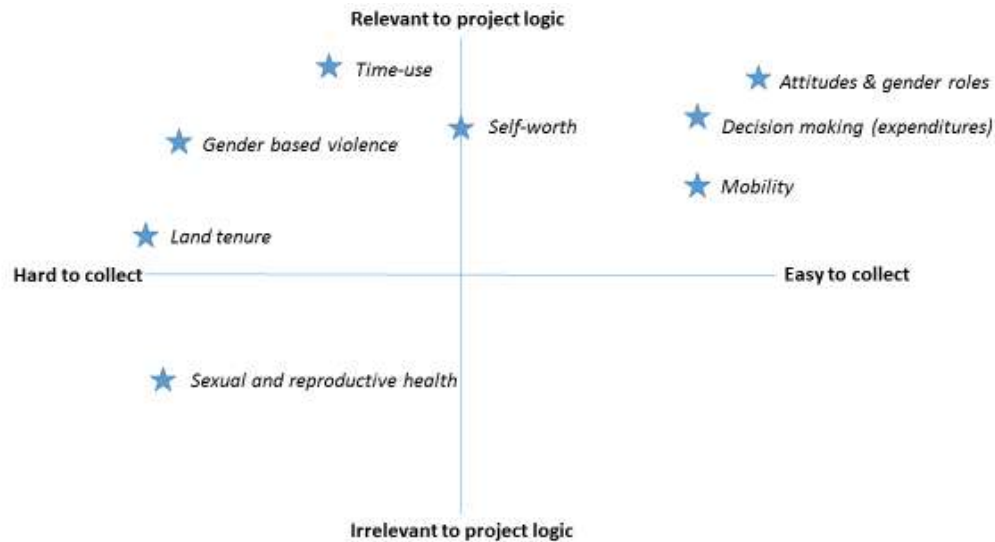 Relevant to project logic
Time-use
Attitudes & gender roles
Self-worth
Decision making (expenditures)
Gender based violence
Mobility
Land tenure
Hard to collect
Easy to collect
Sexual and reproductive health
Irrelevant to project logic